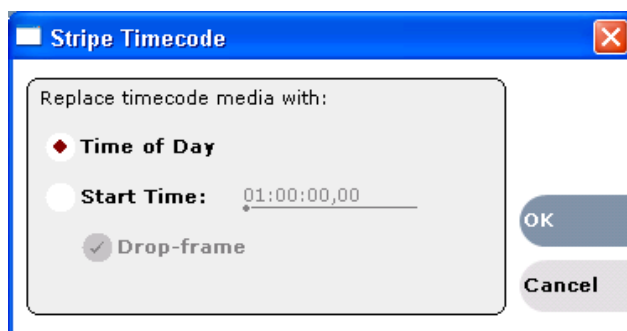 Stripe Timecode
Replace timecode media with:
Time of Day
Start Time: 01:00:00,00
Drop-frame
OK
Cancel